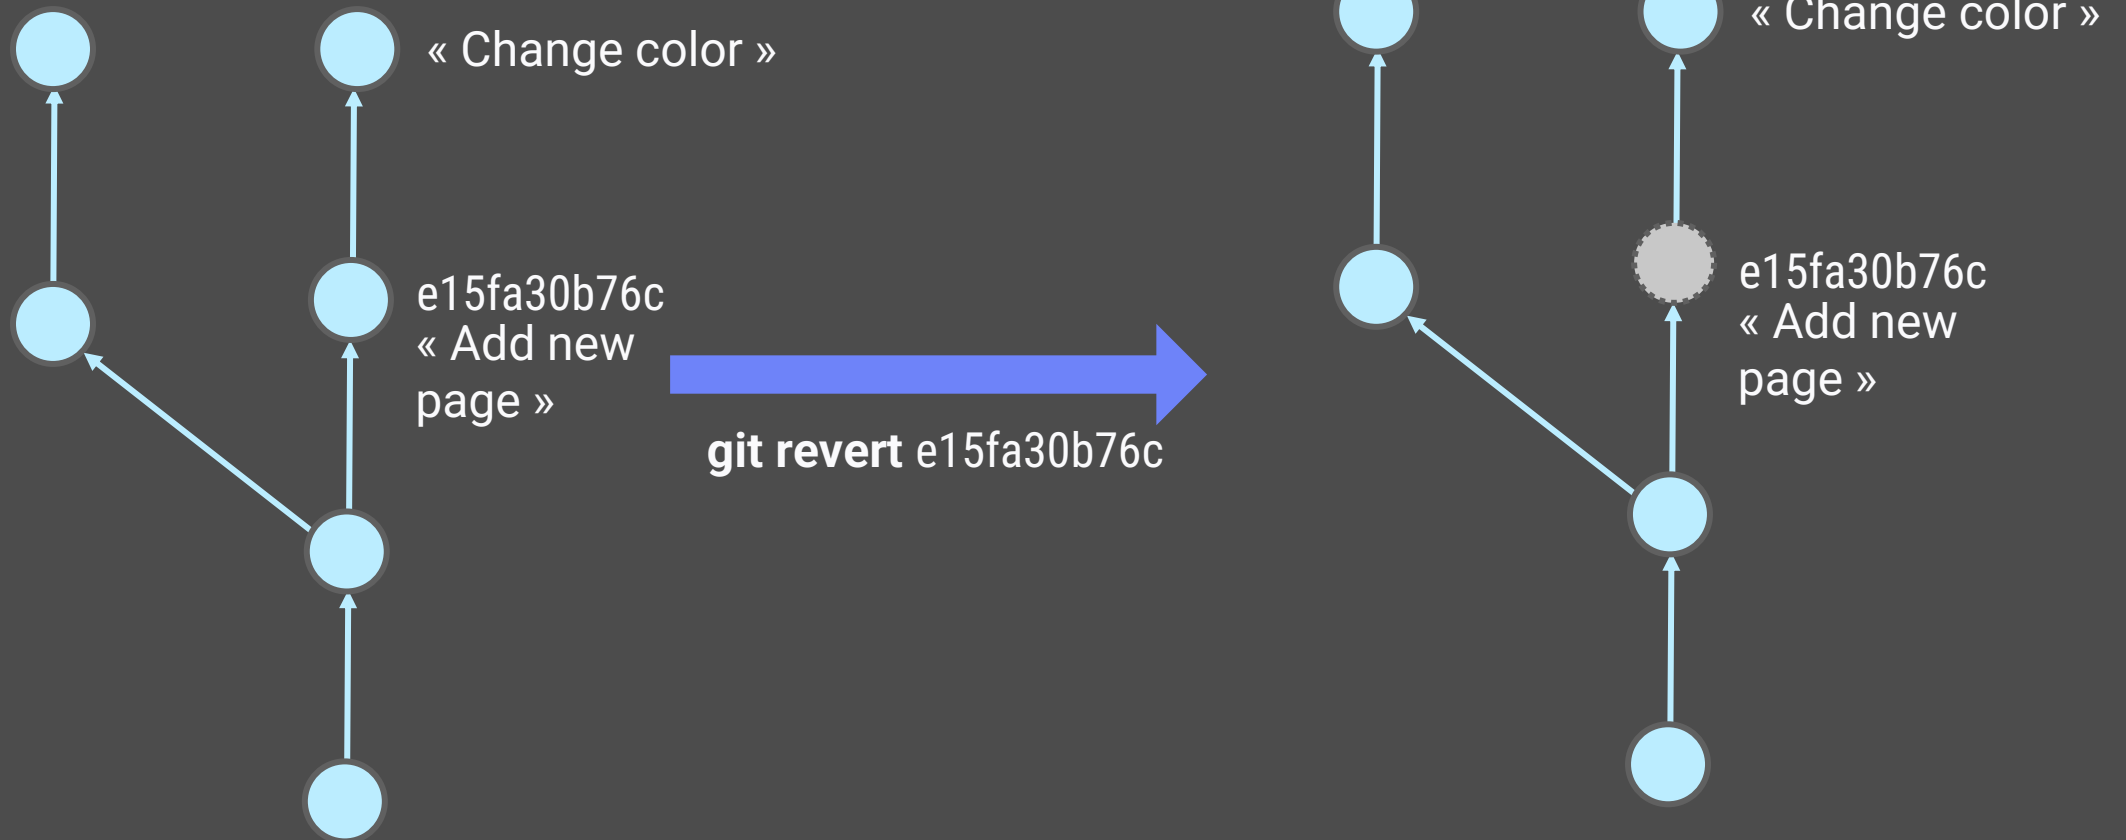 « Change color »
e15fa30b76c
« Add new
page »
git revert e15fa30b76c
« Change color »
e15fa30b76c
« Add new
page »